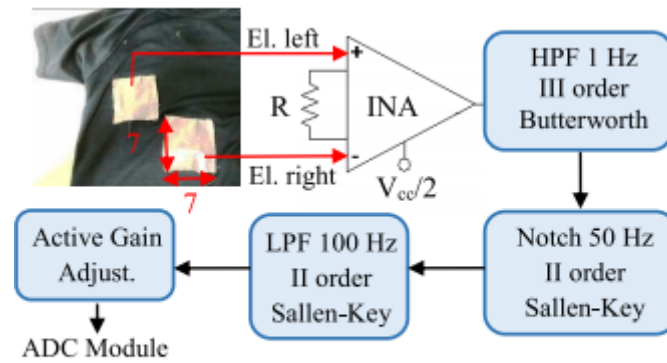 El. left
+
R
INA
-
El. right
V_cc/2
7
7
HPF 1 Hz
III order
Butterworth
Notch 50 Hz
II order
Sallen-Key
LPF 100 Hz
II order
Sallen-Key
Active Gain
Adjust.
ADC Module